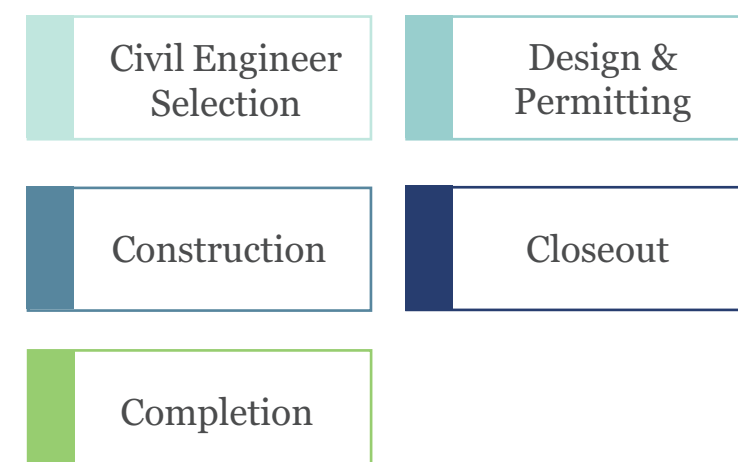 Civil Engineer
Selection
Design &
Permitting
Construction
Closeout
Completion